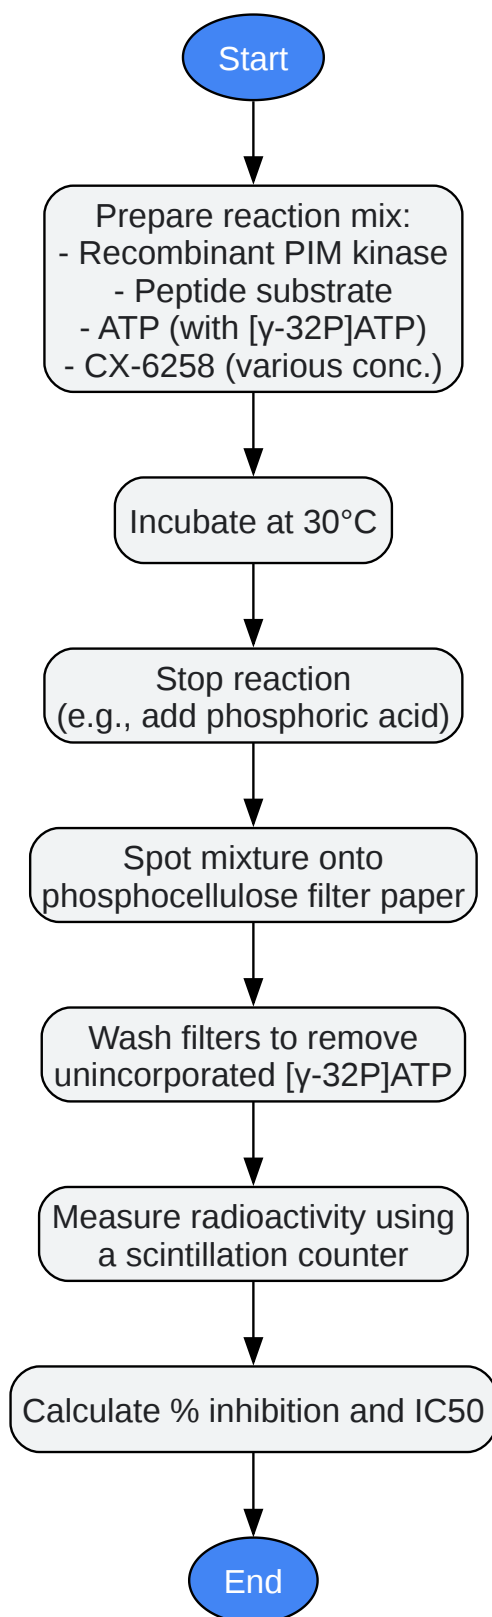 Start
Prepare reaction mix:
- Recombinant PIM kinase
- Peptide substrate
- ATP (with [γ-32P]ATP)
- CX-6258 (various conc.)
Incubate at 30°C
Stop reaction
(e.g., add phosphoric acid)
Spot mixture onto
phosphocellulose filter paper
Wash filters to remove
unincorporated [γ-32P]ATP
Measure radioactivity using
a scintillation counter
Calculate % inhibition and IC50
End